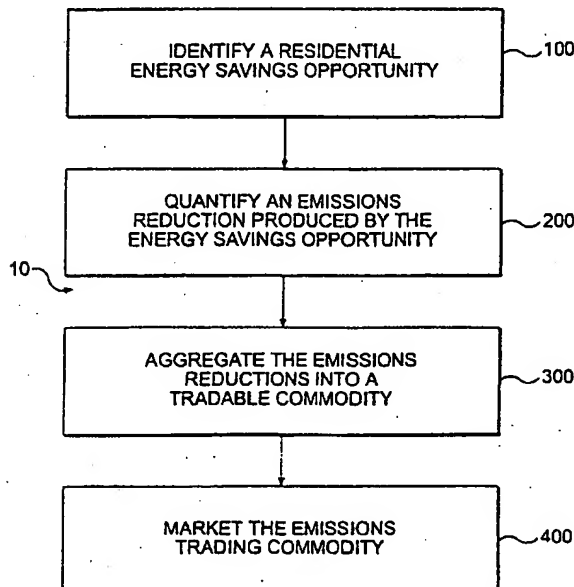 IDENTIFY A RESIDENTIAL
ENERGY SAVINGS OPPORTUNITY
100
QUANTIFY AN EMISSIONS
REDUCTION PRODUCED BY THE
ENERGY SAVINGS OPPORTUNITY
200
10
AGGREGATE THE EMISSIONS
REDUCTIONS INTO A
TRADABLE COMMODITY
300
MARKET THE EMISSIONS
TRADING COMMODITY
400